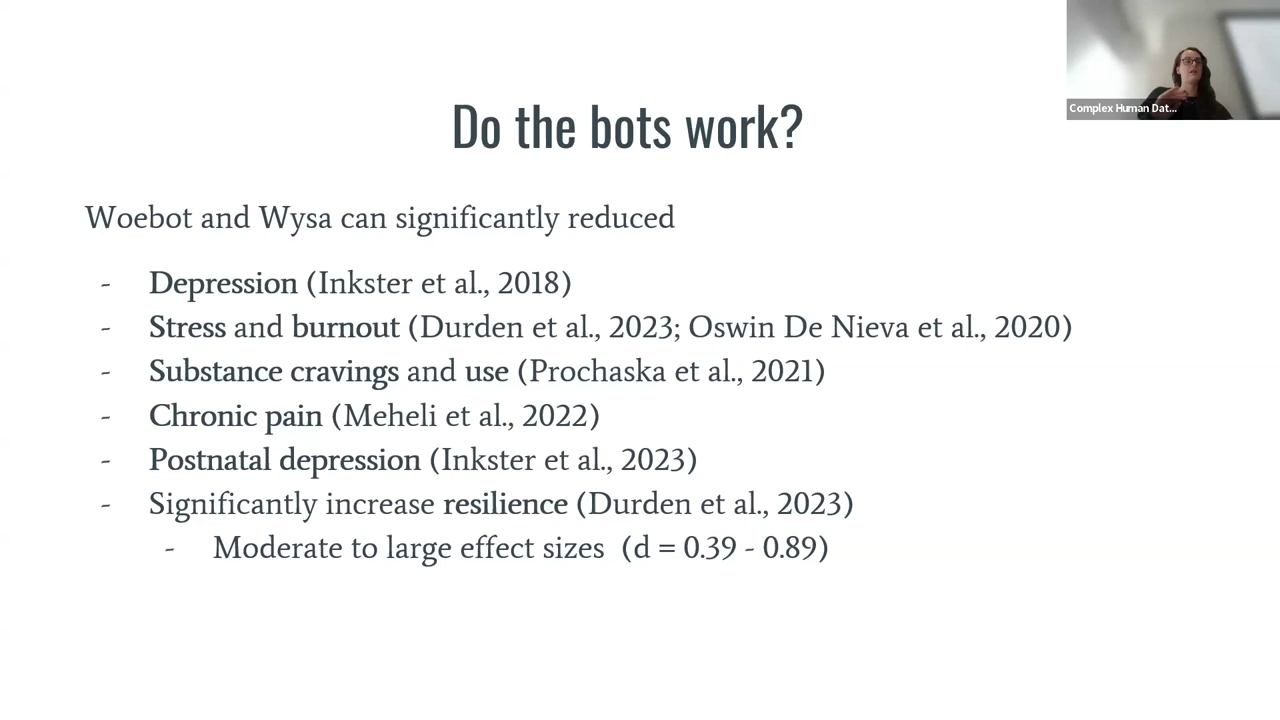 Complex Human Dat...
Do the bots work?
Woebot and Wysa can significantly reduced
- Depression (Inkster et al., 2018)
- Stress and burnout (Durden et al., 2023; Oswin De Nieva et al., 2020)
- Substance cravings and use (Prochaska et al., 2021)
- Chronic pain (Meheli et al., 2022)
- Postnatal depression (Inkster et al., 2023)
- Significantly increase resilience (Durden et al., 2023)
- Moderate to large effect sizes (d = 0.39 - 0.89)